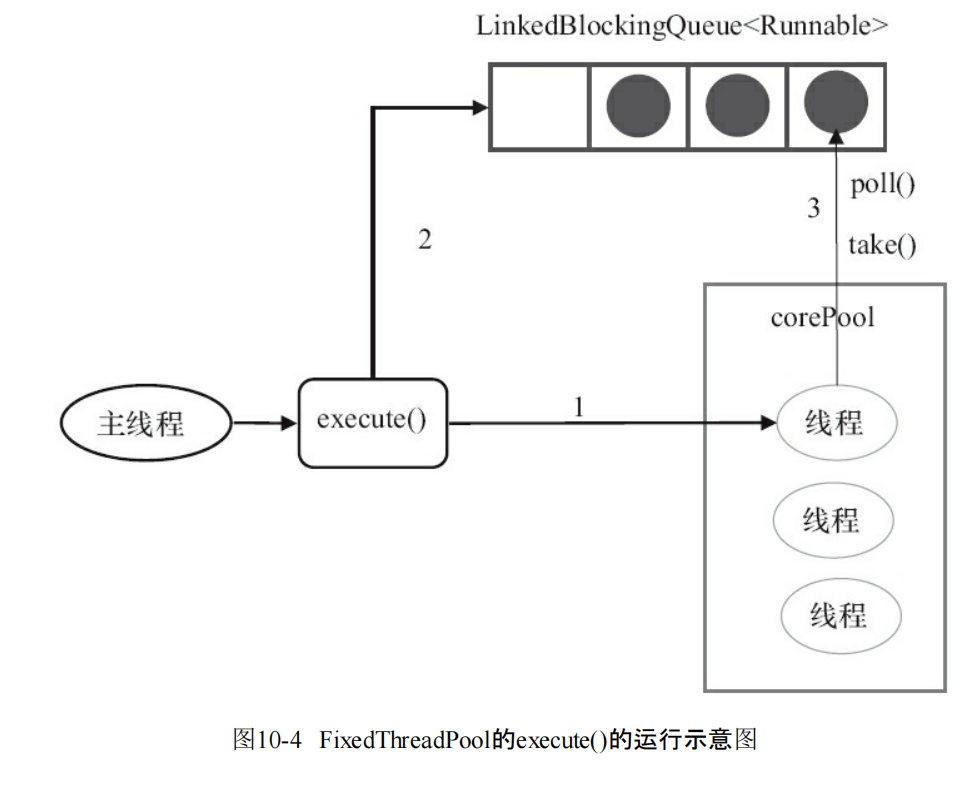 LinkedBlockingQueue<Runnable>
poll()
3
take()
2
corePool
主线程
execute()
1
线程
线程
线程
图10-4 FixedThreadPool的execute()的运行示意图